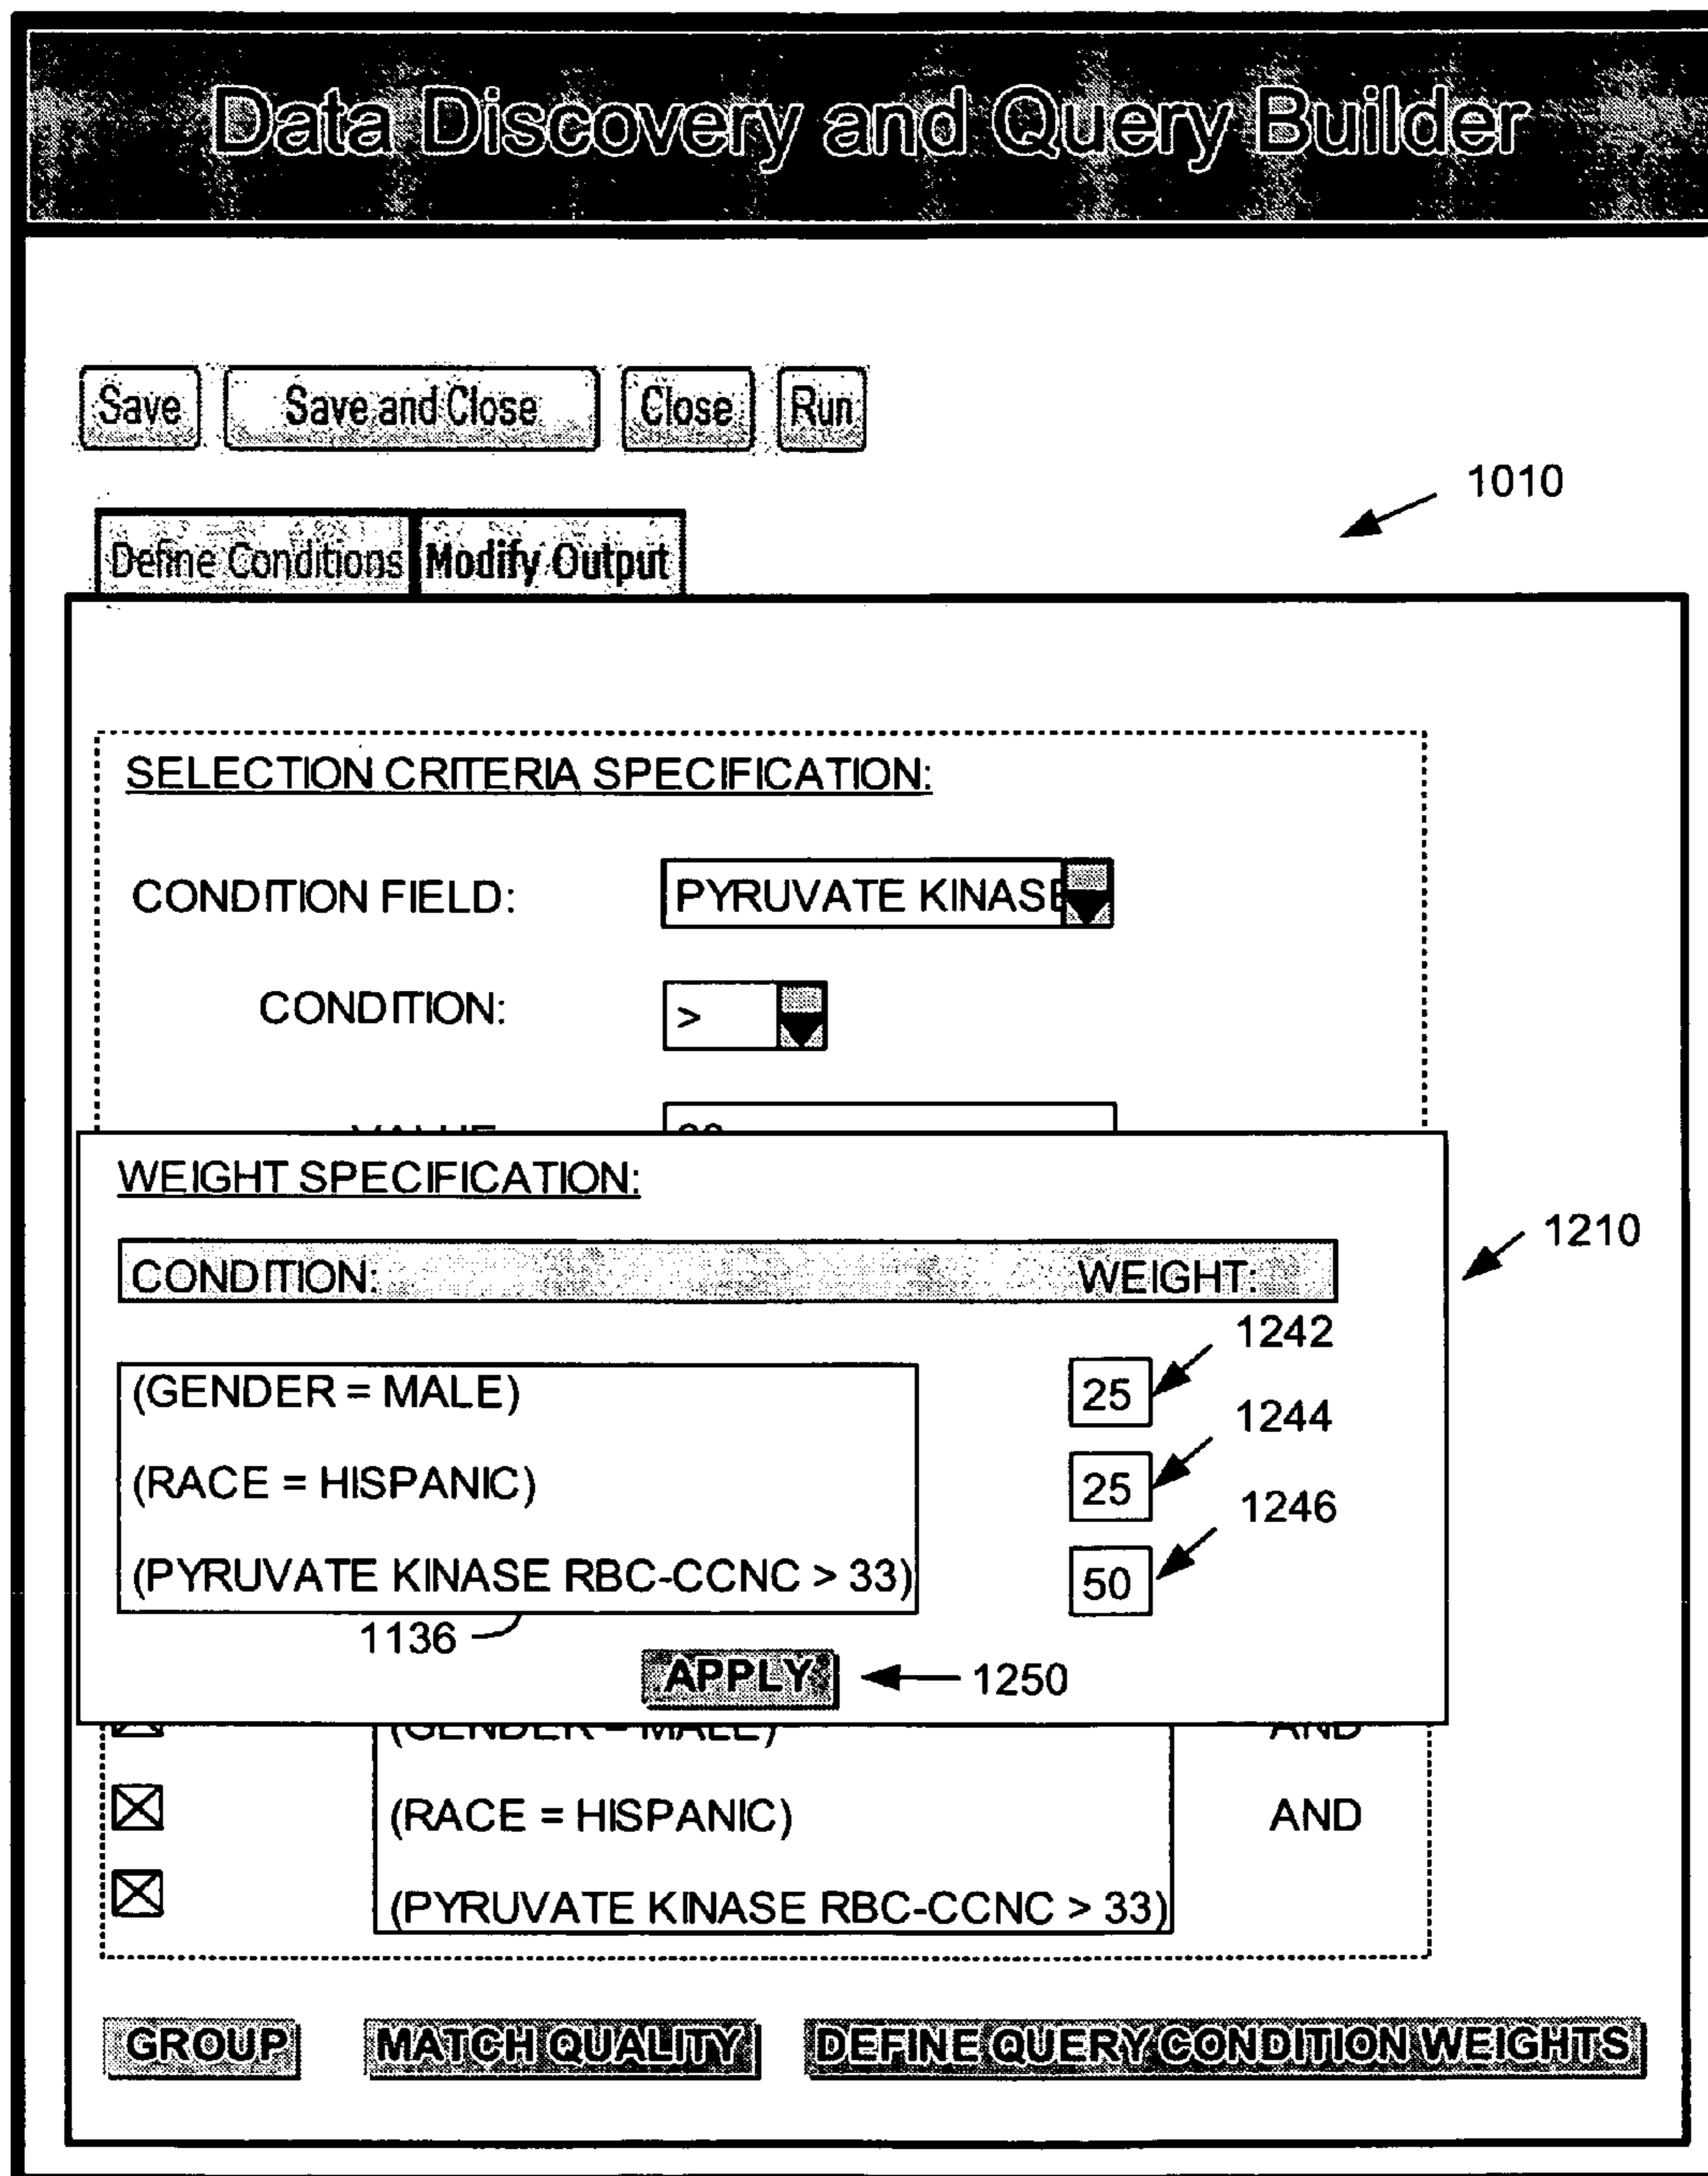 Data Discovery and Query Builder
Save Save and Close Close Run
1010
Define Conditions Modify Output
SELECTION CRITERIA SPECIFICATION:
CONDITION FIELD: PYRUVATE KINASE
CONDITION: >
WEIGHT SPECIFICATION:
1210
CONDITION: WEIGHT:
1242
(GENDER = MALE) 25
1244
(RACE = HISPANIC) 25
1246
(PYRUVATE KINASE RBC-CCNC > 33) 50
1136
APPLY 1250
(GENDER = MALE) AND
(RACE = HISPANIC) AND
(PYRUVATE KINASE RBC-CCNC > 33)
GROUP MATCH QUALITY DEFINE QUERY CONDITION WEIGHTS